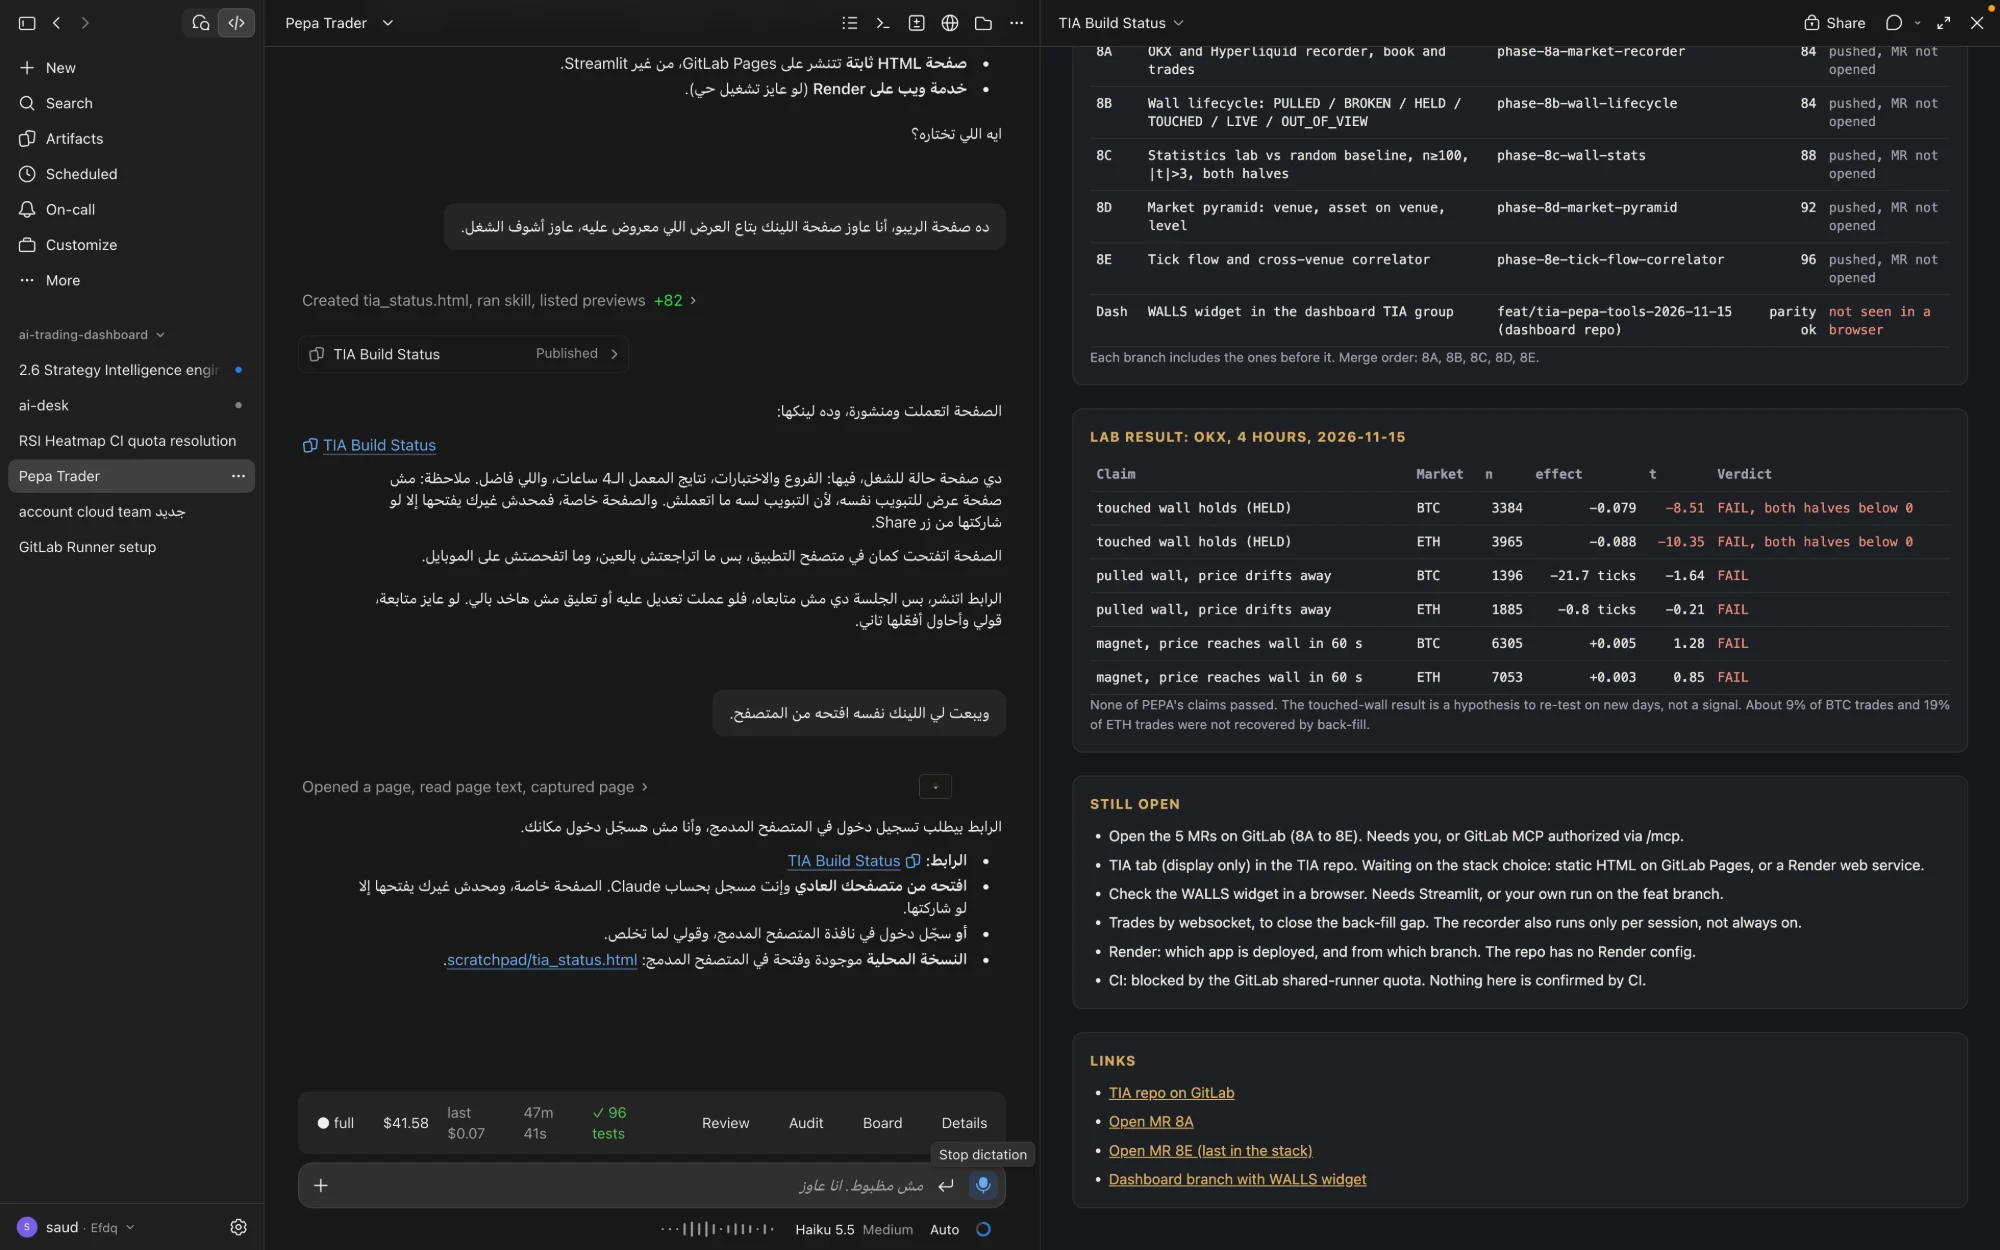 Pepa Trader
TIA Build Status
Share
New
Search
Artifacts
Scheduled
On-call
Customize
More
ai-trading-dashboard
2.6 Strategy Intelligence engin
ai-desk
RSI Heatmap CI quota resolution
Pepa Trader
account cloud team جديد
GitLab Runner setup
S saud · Efdq
صفحة HTML ثابتة تتنشر على GitLab Pages، من غير Streamlit.
خدمة ويب على Render (لو عايز تشغيل حي).
ايه اللي تختاره؟
ده صفحة الريبو، أنا عاوز صفحة اللينك بتاع العرض اللي معروض عليه، عاوز أشوف الشغل.
Created tia_status.html, ran skill, listed previews +82
TIA Build Status Published
الصفحة اتعملت ومنشورة، وده لينكها:
TIA Build Status
دي صفحة حالة للشغل، فيها: الفروع والاختبارات، نتايج المعمل الـ4 ساعات، واللي فاضل. ملاحظة: مش
صفحة عرض للتبويب نفسه، لأن التبويب لسه ما اتعملش. والصفحة خاصة، فمحدش غيرك يفتحها إلا لو
شاركتها من زر Share.
الصفحة اتفتحت كمان في متصفح التطبيق، بس ما اتراجعتش بالعين، وما اتفحصتش على الموبايل.
الرابط اتنشر، بس الجلسة دي مش متابعاه، فلو عملت تعديل عليه أو تعليق مش هاخد بالي. لو عايز متابعة،
قولي وأحاول أفعّلها تاني.
ويبعت لي اللينك نفسه افتحه من المتصفح.
Opened a page, read page text, captured page
الرابط بيطلب تسجيل دخول في المتصفح المدمج، وأنا مش هسجّل دخول مكانك.
الرابط: TIA Build Status
افتحه من متصفحك العادي وإنت مسجل بحساب Claude. الصفحة خاصة، ومحدش غيرك يفتحها إلا
لو شاركتها.
أو سجّل دخول في نافذة المتصفح المدمج، وقولي لما تخلص.
النسخة المحلية موجودة وفتحة في المتصفح المدمج: scratchpad/tia_status.html.
full $41.58 last $0.07 47m 41s ✓ 96 tests Review Audit Board Details
Stop dictation
مش مظبوط. انا عاوز
Haiku 5.5 Medium Auto
8A OKX and Hyperliquid recorder, book and trades phase-8a-market-recorder 84 pushed, MR not opened
8B Wall lifecycle: PULLED / BROKEN / HELD / TOUCHED / LIVE / OUT_OF_VIEW phase-8b-wall-lifecycle 84 pushed, MR not opened
8C Statistics lab vs random baseline, n≥100, |t|>3, both halves phase-8c-wall-stats 88 pushed, MR not opened
8D Market pyramid: venue, asset on venue, level phase-8d-market-pyramid 92 pushed, MR not opened
8E Tick flow and cross-venue correlator phase-8e-tick-flow-correlator 96 pushed, MR not opened
Dash WALLS widget in the dashboard TIA group feat/tia-pepa-tools-2026-11-15 (dashboard repo) parity ok not seen in a browser
Each branch includes the ones before it. Merge order: 8A, 8B, 8C, 8D, 8E.
LAB RESULT: OKX, 4 HOURS, 2026-11-15
Claim Market n effect t Verdict
touched wall holds (HELD) BTC 3384 −0.079 −8.51 FAIL, both halves below 0
touched wall holds (HELD) ETH 3965 −0.088 −10.35 FAIL, both halves below 0
pulled wall, price drifts away BTC 1396 −21.7 ticks −1.64 FAIL
pulled wall, price drifts away ETH 1885 −0.8 ticks −0.21 FAIL
magnet, price reaches wall in 60 s BTC 6305 +0.005 1.28 FAIL
magnet, price reaches wall in 60 s ETH 7053 +0.003 0.85 FAIL
None of PEPA's claims passed. The touched-wall result is a hypothesis to re-test on new days, not a signal. About 9% of BTC trades and 19%
of ETH trades were not recovered by back-fill.
STILL OPEN
Open the 5 MRs on GitLab (8A to 8E). Needs you, or GitLab MCP authorized via /mcp.
TIA tab (display only) in the TIA repo. Waiting on the stack choice: static HTML on GitLab Pages, or a Render web service.
Check the WALLS widget in a browser. Needs Streamlit, or your own run on the feat branch.
Trades by websocket, to close the back-fill gap. The recorder also runs only per session, not always on.
Render: which app is deployed, and from which branch. The repo has no Render config.
CI: blocked by the GitLab shared-runner quota. Nothing here is confirmed by CI.
LINKS
TIA repo on GitLab
Open MR 8A
Open MR 8E (last in the stack)
Dashboard branch with WALLS widget